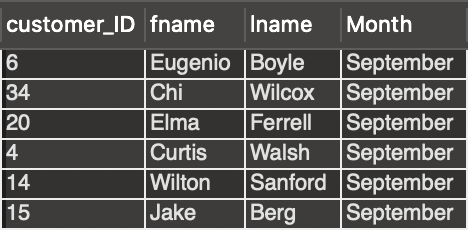 customer_ID fname lname Month
6 Eugenio Boyle September
34 Chi Wilcox September
20 Elma Ferrell September
4 Curtis Walsh September
14 Wilton Sanford September
15 Jake Berg September